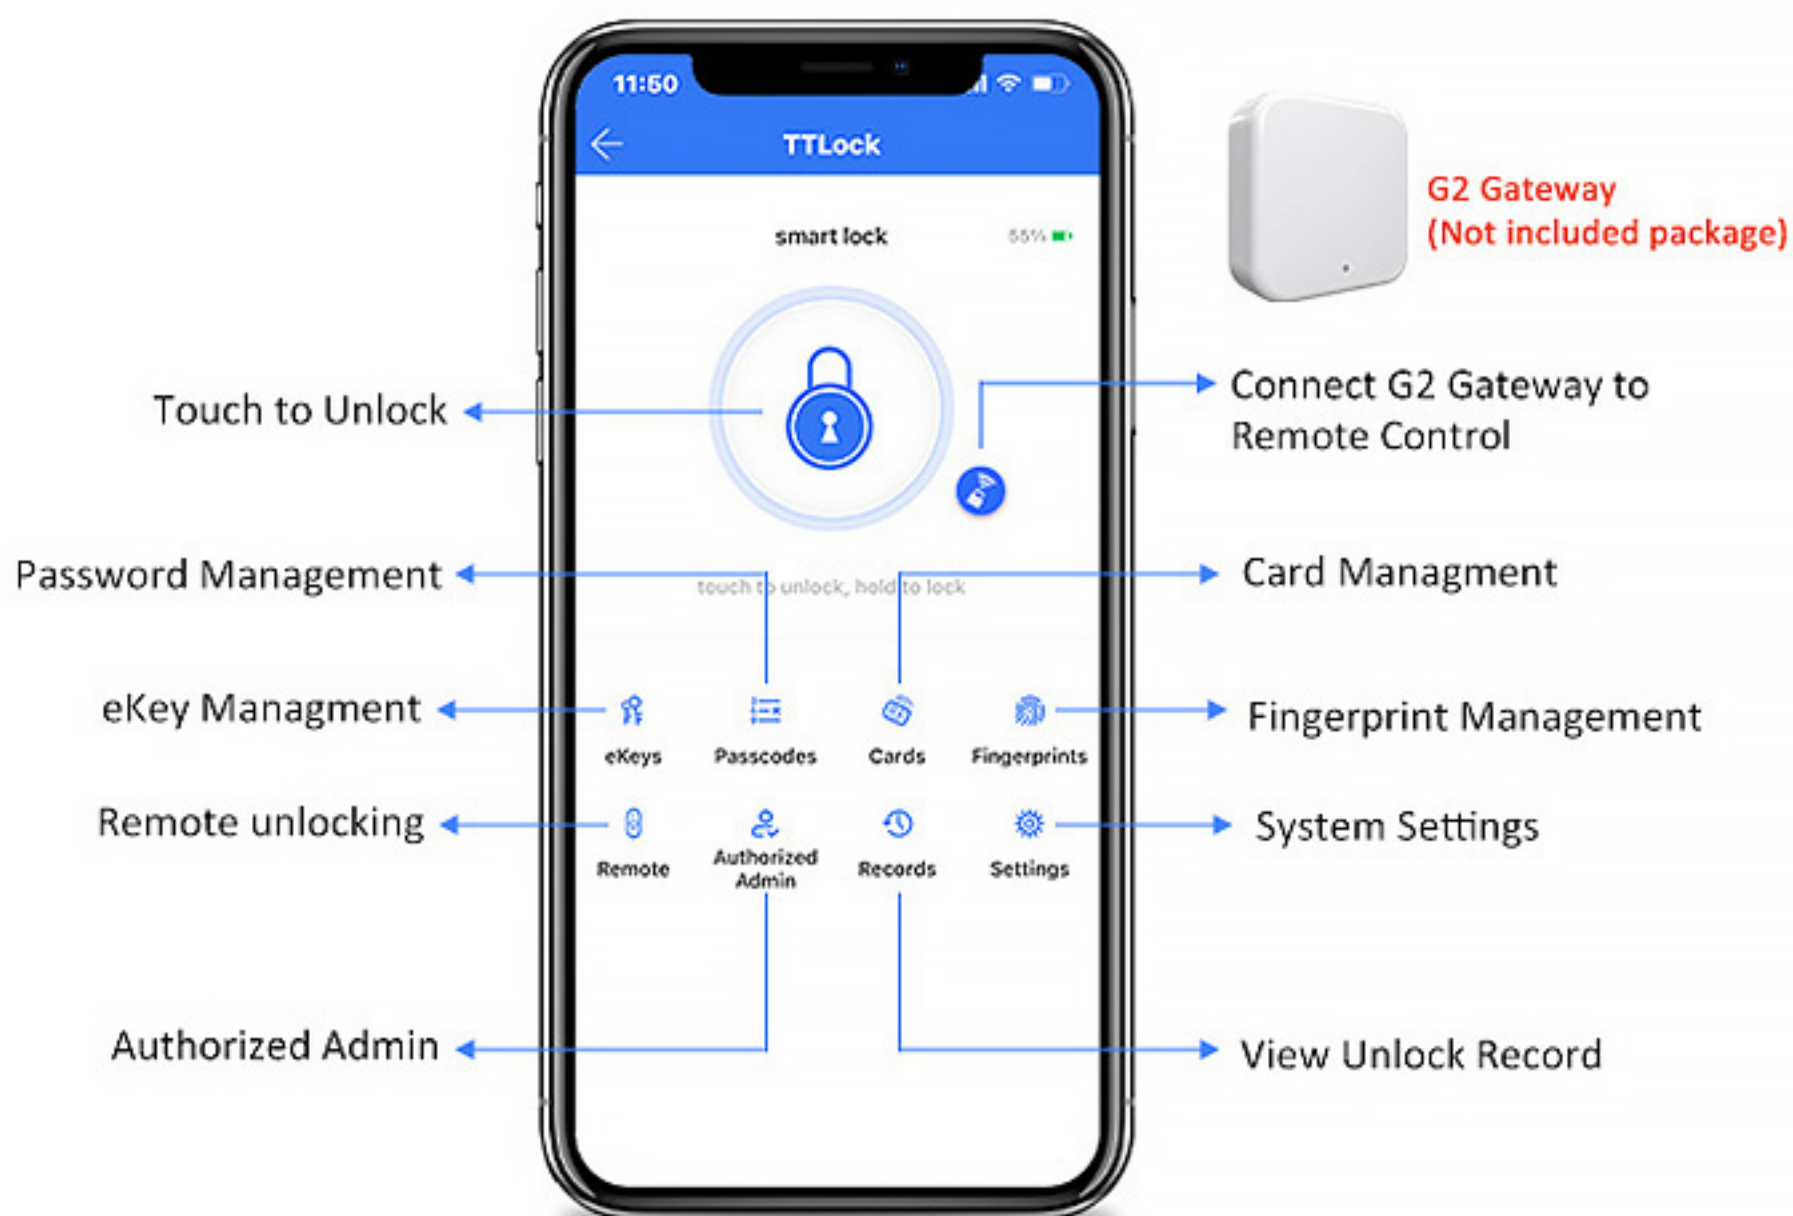 11:50
TTLock
smart lock
55%
G2 Gateway
(Not included package)
Touch to Unlock
Connect G2 Gateway to
Remote Control
Password Management
touch to unlock, hold to lock
Card Managment
eKey Managment
Fingerprint Management
eKeys
Passcodes
Cards
Fingerprints
Remote unlocking
System Settings
Remote
Authorized
Admin
Records
Settings
Authorized Admin
View Unlock Record